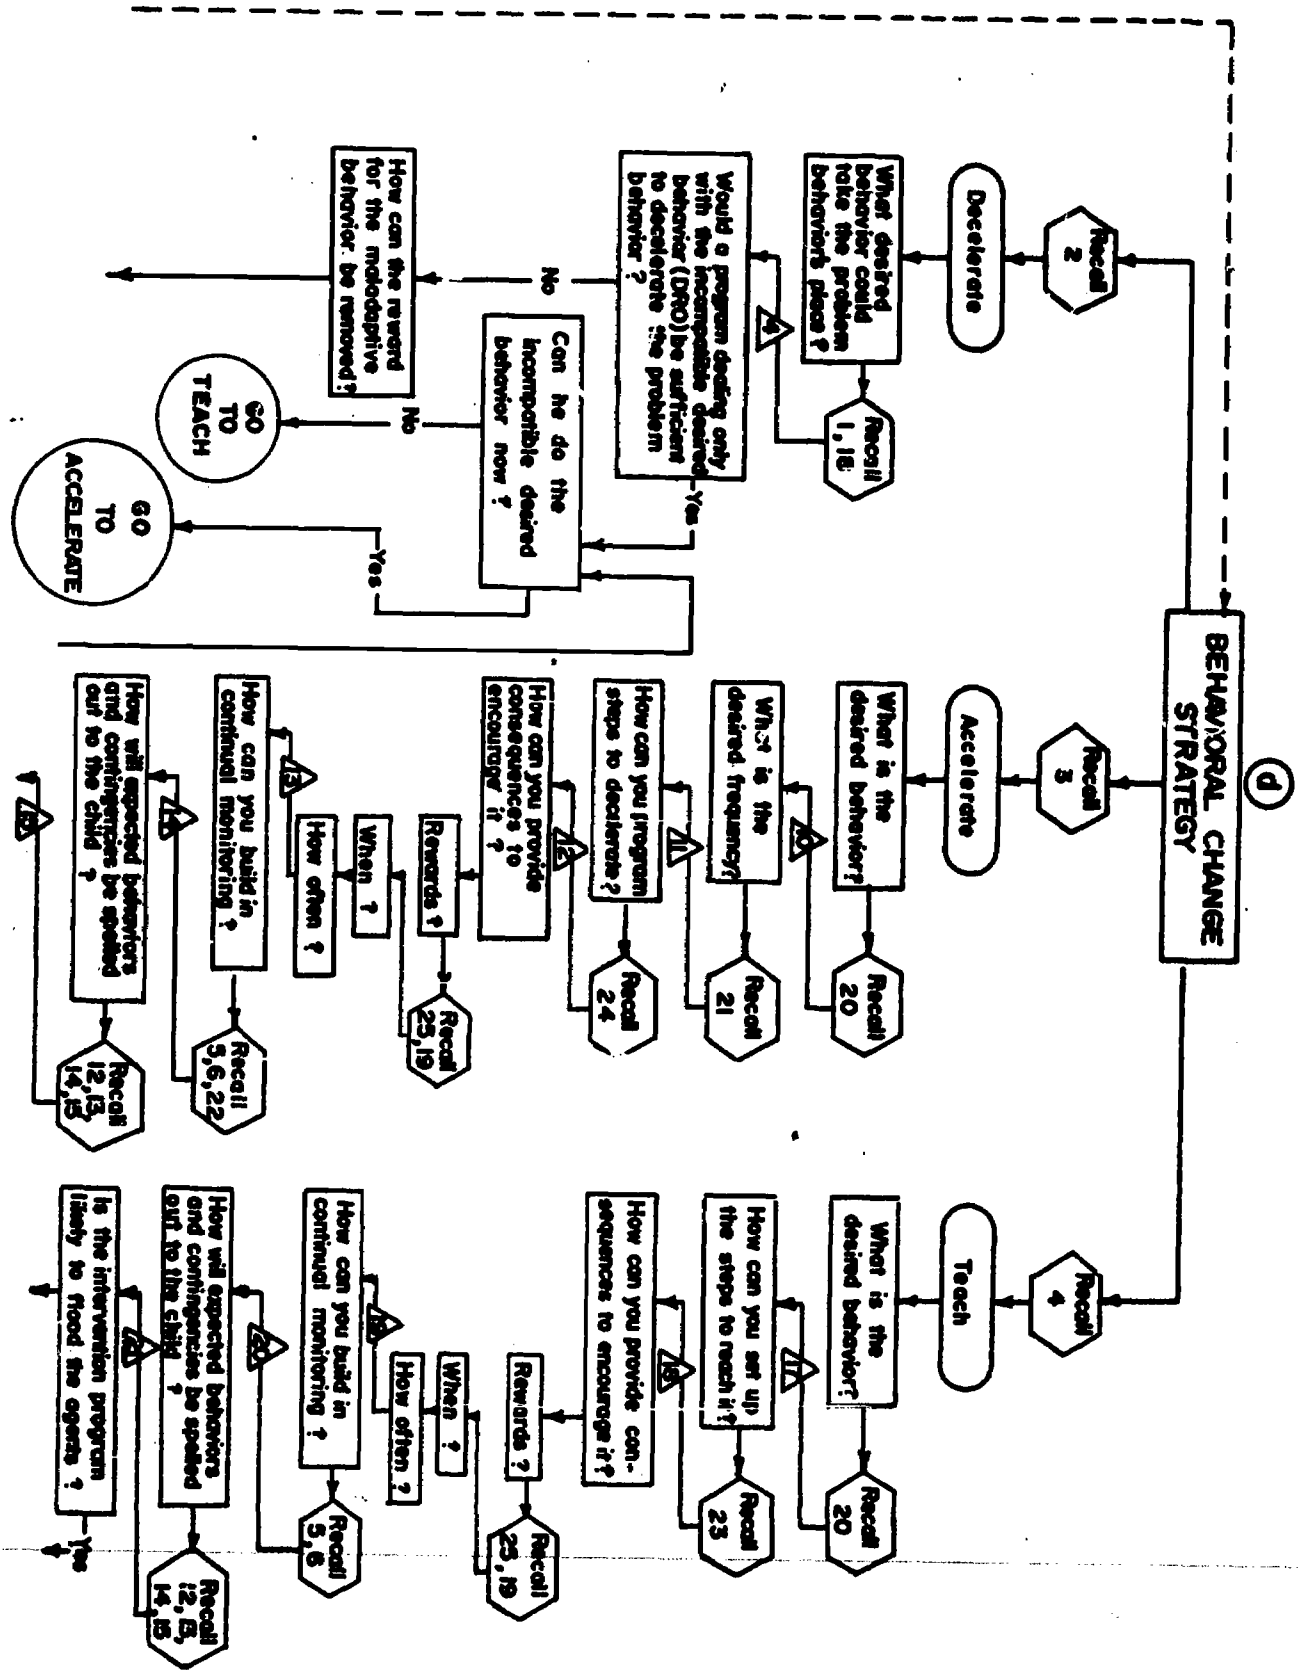 d
BEHAVIORAL CHANGE
STRATEGY
Recall
2
Decelerate
What desired
behavior could
take the problem
behavior's place ?
Recall
1, 18
Would a program dealing only
with the incompatible desired
behavior (DRO) be sufficient
to decelerate the problem
behavior ?
No
Yes
How can the reward
for the maladaptive
behavior be removed?
Can he do the
incompatible desired
behavior now ?
No
Yes
GO
TO
TEACH
GO
TO
ACCELERATE
Recall
3
Accelerate
What is the
desired behavior?
Recall
20
10
What is the
desired frequency?
Recall
21
11
How can you program
steps to decelerate ?
Recall
24
12
How can you provide
consequences to
encourage it ?
Rewards ?
Recall
25,19
When ?
How often ?
13
How can you build in
continual monitoring ?
Recall
5,6,22
14
How will expected behaviors
and contingencies be spelled
out to the child ?
Recall
12,13,
14,15
15
Recall
4
Teach
What is the
desired behavior?
Recall
20
17
How can you set up
the steps to reach it?
Recall
23
18
How can you provide con-
sequences to encourage it?
Rewards ?
Recall
25,19
When ?
How often ?
How can you build in
continual monitoring ?
Recall
5,6
20
How will expected behaviors
and contingencies be spelled
out to the child ?
Recall
12,13,
14,15
21
Is the intervention program
likely to flood the agents ?
Yes